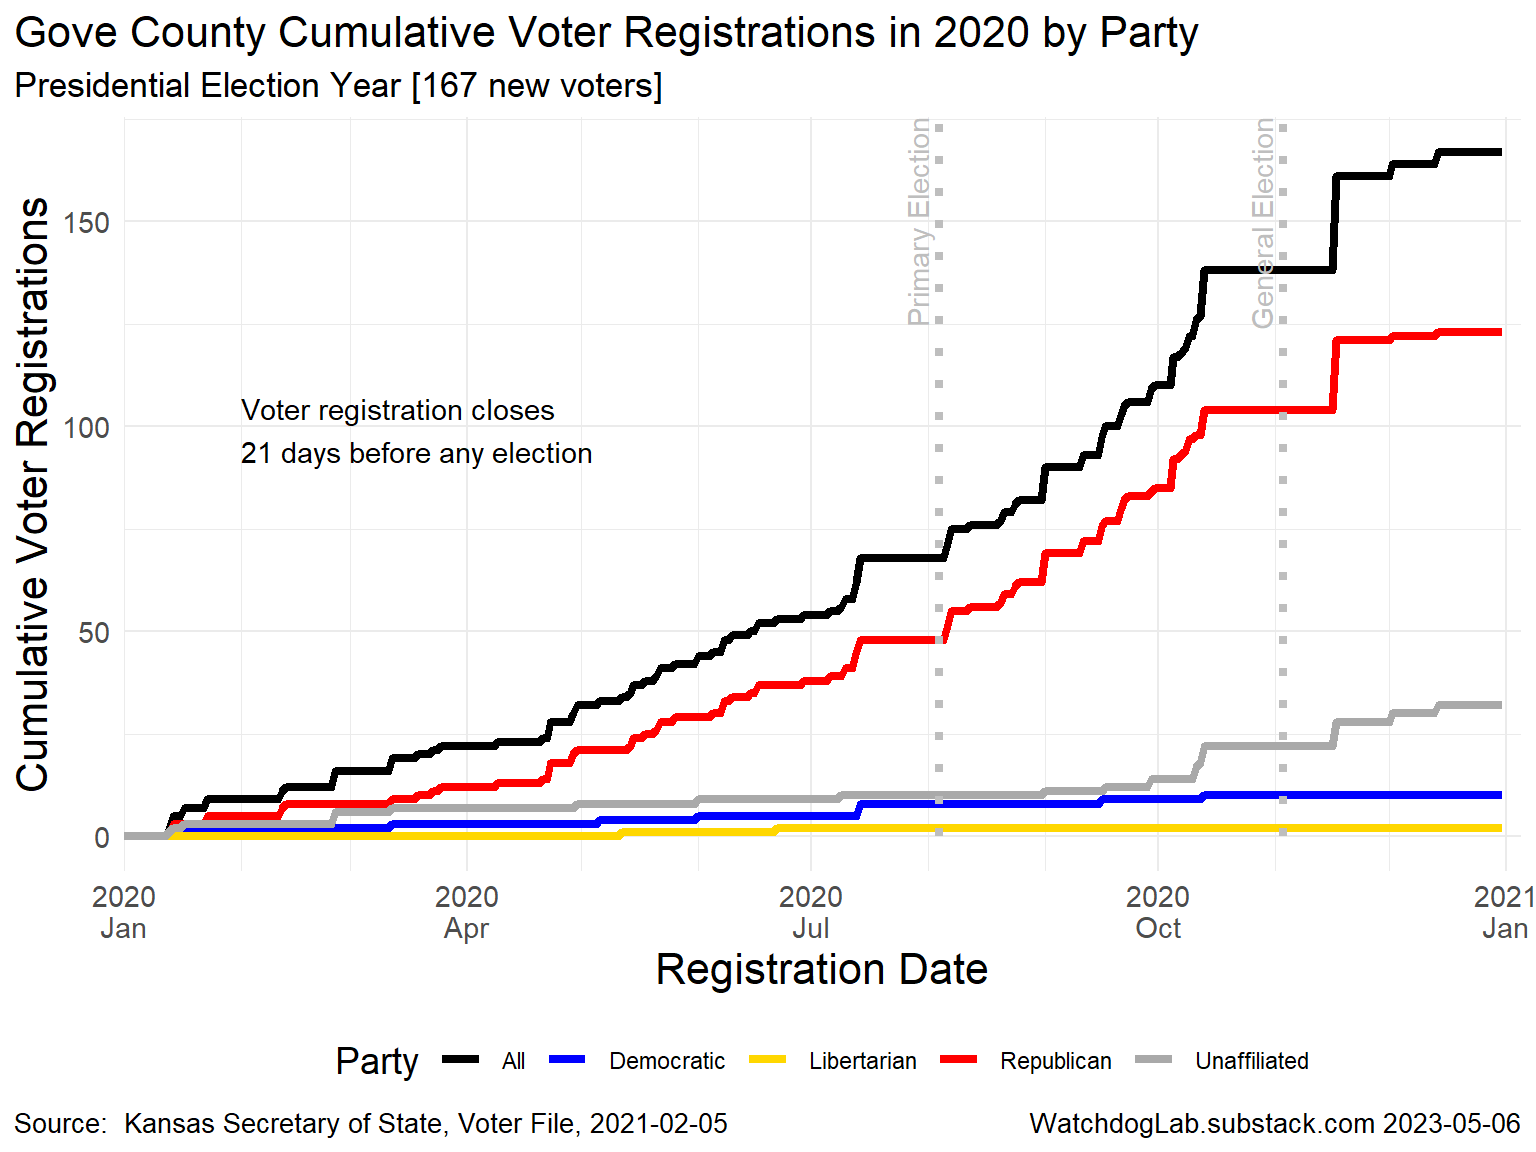 Gove County Cumulative Voter Registrations in 2020 by Party
Presidential Election Year [167 new voters]
Cumulative Voter Registrations
150
100
50
0
Voter registration closes
21 days before any election
Primary Election
General Election
2020
Jan
2020
Apr
2020
Jul
2020
Oct
2021
Jan
Registration Date
Party All Democratic Libertarian Republican Unaffiliated
Source:  Kansas Secretary of State, Voter File, 2021-02-05
WatchdogLab.substack.com 2023-05-06